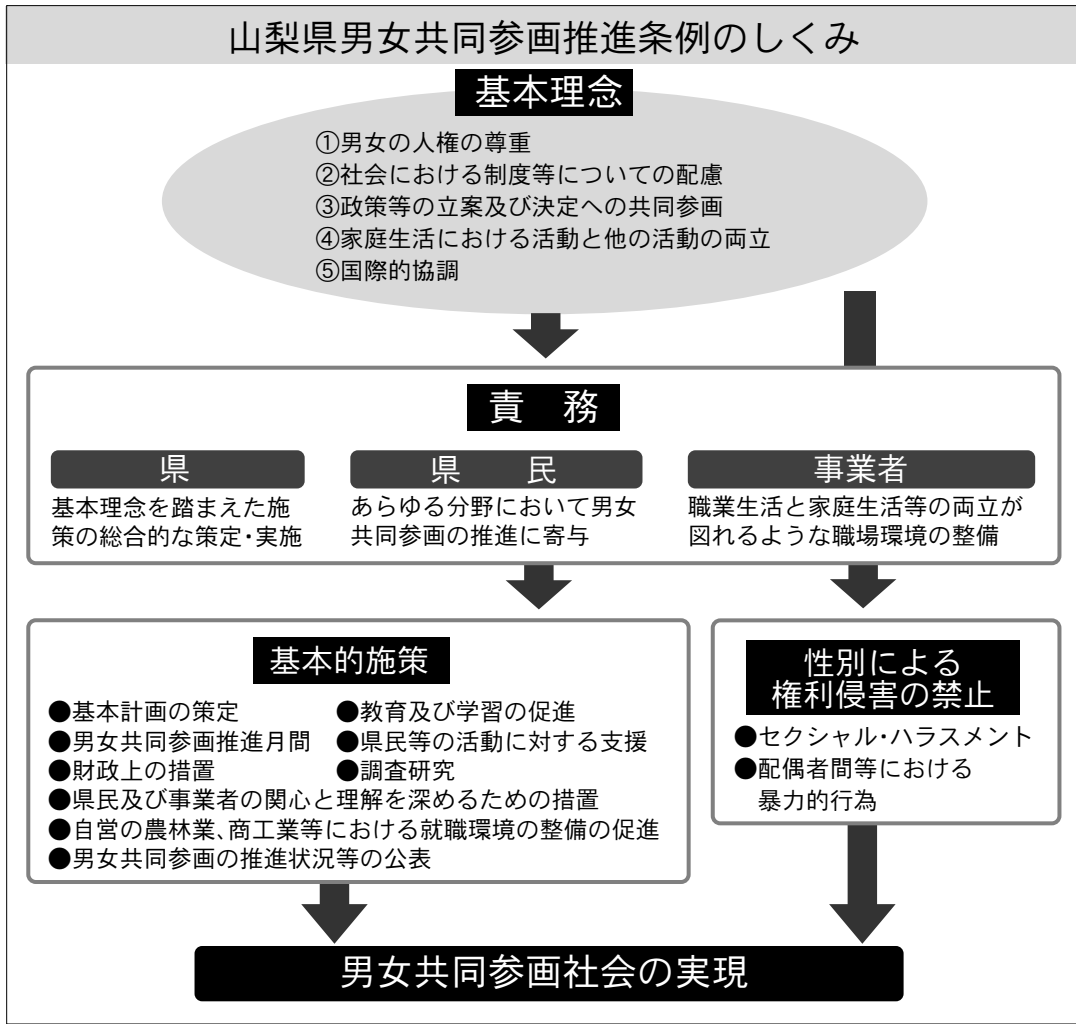 山梨県男女共同参画推進条例のしくみ
基本理念
①男女の人権の尊重
②社会における制度等についての配慮
③政策等の立案及び決定への共同参画
④家庭生活における活動と他の活動の両立
⑤国際的協調
責　務
県
基本理念を踏まえた施
策の総合的な策定・実施
県　　民
あらゆる分野において男女
共同参画の推進に寄与
事業者
職業生活と家庭生活等の両立が
図れるような職場環境の整備
基本的施策
●基本計画の策定
●男女共同参画推進月間
●財政上の措置
●教育及び学習の促進
●県民等の活動に対する支援
●調査研究
●県民及び事業者の関心と理解を深めるための措置
●自営の農林業、商工業等における就職環境の整備の促進
●男女共同参画の推進状況等の公表
性別による
権利侵害の禁止
●セクシャル・ハラスメント
●配偶者間等における
暴力的行為
男女共同参画社会の実現